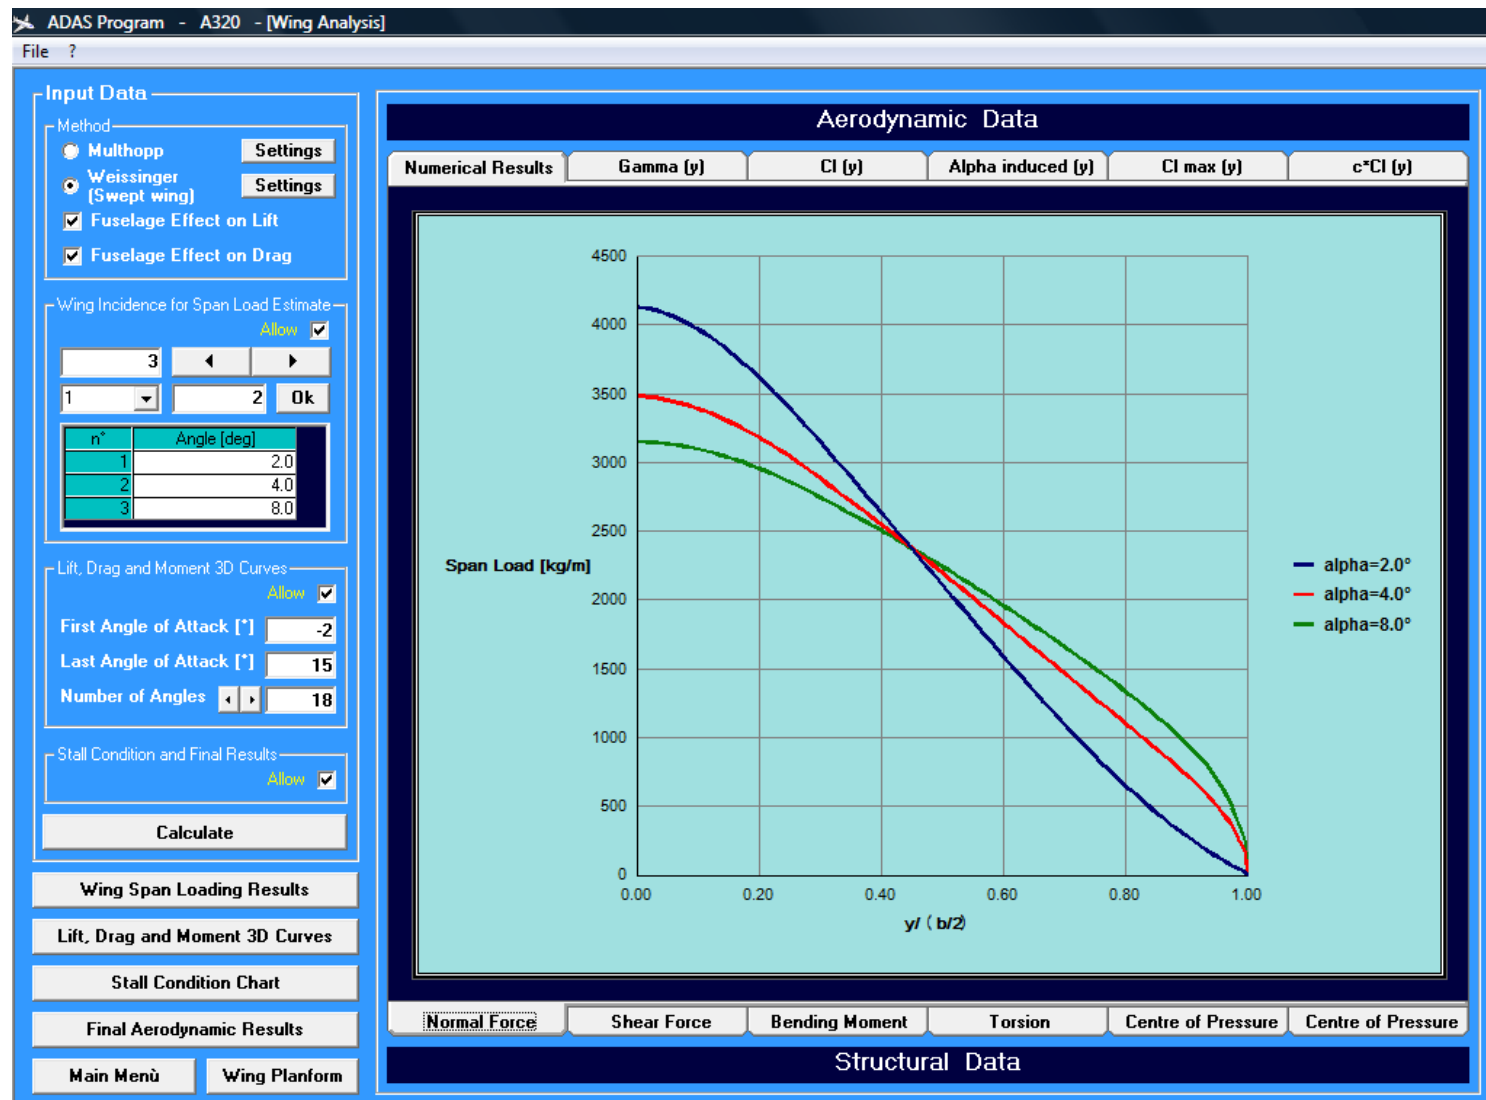 ADAS Program - A320 - [Wing Analysis]
File ?
Input Data
Method
Multhopp
Settings
Weissinger
(Swept wing)
Settings
Fuselage Effect on Lift
Fuselage Effect on Drag
Wing Incidence for Span Load Estimate
Allow
3
1
2
Ok
n° Angle [deg]
1 2.0
2 4.0
3 8.0
Lift, Drag and Moment 3D Curves
Allow
First Angle of Attack [°] -2
Last Angle of Attack [°] 15
Number of Angles 18
Stall Condition and Final Results
Allow
Calculate
Wing Span Loading Results
Lift, Drag and Moment 3D Curves
Stall Condition Chart
Final Aerodynamic Results
Main Menù
Wing Planform
Aerodynamic Data
Numerical Results
Gamma (y)
Cl (y)
Alpha induced (y)
Cl max (y)
c*Cl (y)
4500
4000
3500
3000
2500
Span Load [kg/m]
2000
1500
1000
500
0
0.00 0.20 0.40 0.60 0.80 1.00
y/ ( b/2)
alpha=2.0°
alpha=4.0°
alpha=8.0°
Normal Force
Shear Force
Bending Moment
Torsion
Centre of Pressure
Centre of Pressure
Structural Data